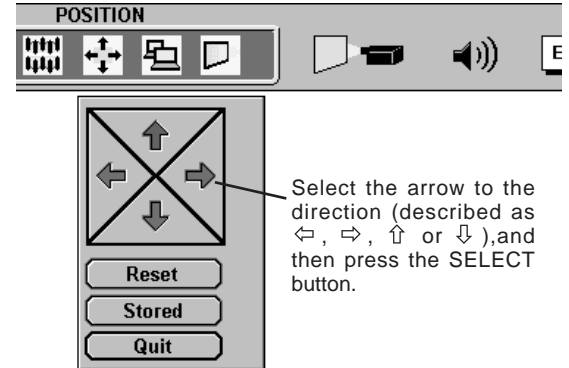 POSITION
E
Select the arrow to the
direction (described as
⇦ , ⇨ , ⇧ or ⇩ ),and
then press the SELECT
button.
Reset
Stored
Quit